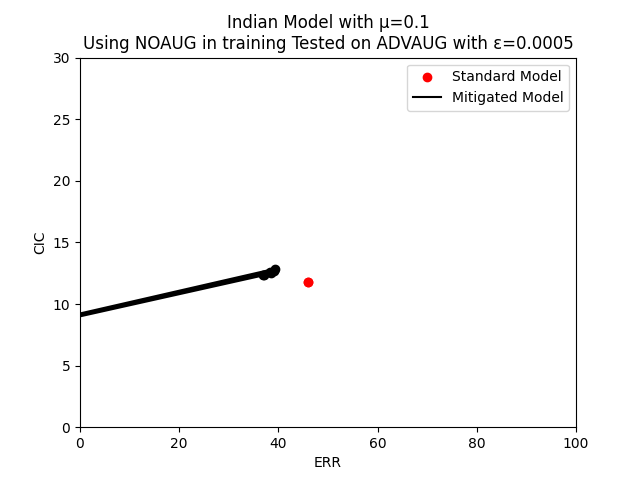 Indian Model with μ=0.1
Using NOAUG in training Tested on ADVAUG with ε=0.0005
Standard Model
Mitigated Model
30
25
20
15
10
5
0
CIC
0 20 40 60 80 100
ERR